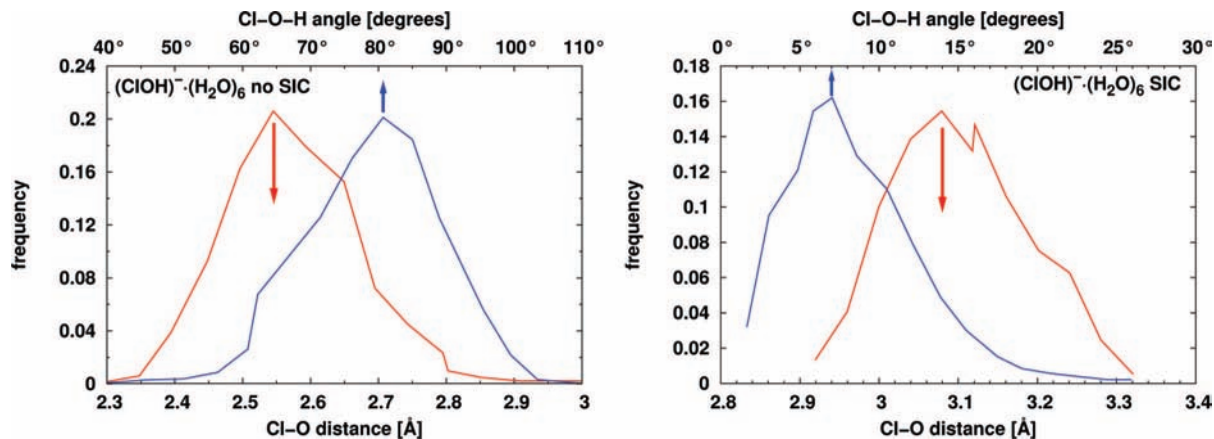 Cl–O–H angle [degrees]
40° 50° 60° 70° 80° 90° 100° 110°
(ClOH)⁻·(H₂O)₆ no SIC
frequency
0.24
0.2
0.16
0.12
0.08
0.04
0
2.3 2.4 2.5 2.6 2.7 2.8 2.9 3
Cl–O distance [Å]
Cl–O–H angle [degrees]
0° 5° 10° 15° 20° 25° 30°
(ClOH)⁻·(H₂O)₆ SIC
frequency
0.18
0.16
0.14
0.12
0.1
0.08
0.06
0.04
0.02
0
2.8 2.9 3 3.1 3.2 3.3 3.4
Cl–O distance [Å]